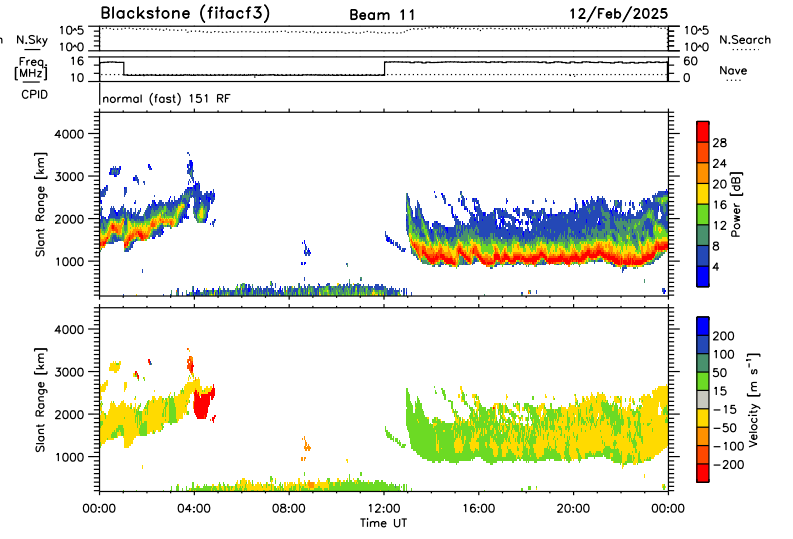 Blackstone (fitacf3) Beam 11 12/Feb/2025
n N.Sky 10^5 10^5 N.Search
10^0 10^0
Freq. 16 60 Nave
[MHz] 10 0
CPID normal (fast) 151 RF
Slant Range [km]
4000
3000
2000
1000
28
24
20
16
12
8
4
Power [dB]
Slant Range [km]
4000
3000
2000
1000
200
100
50
15
-15
-50
-100
-200
Velocity [m s⁻¹]
00:00 04:00 08:00 12:00 16:00 20:00 00:00
Time UT